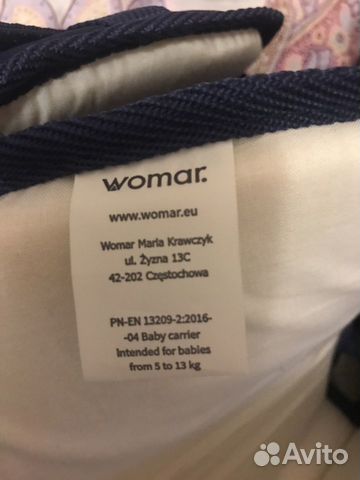 womar.
www.womar.eu
Womar Maria Krawczyk
ul. Żyzna 13C
42-202 Częstochowa
PN-EN 13209-2:2016-
-04 Baby carrier
Intended for babies
from 5 to 13 kg
Avito